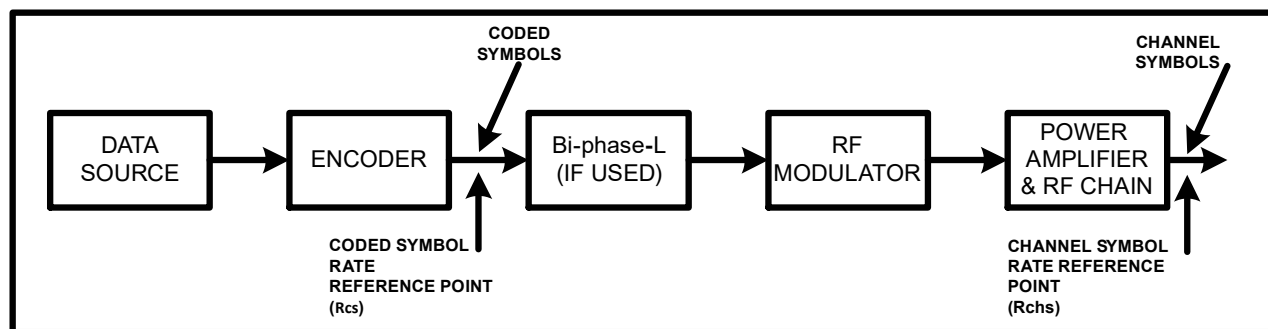 CODED
SYMBOLS
CHANNEL
SYMBOLS
DATA
SOURCE
ENCODER
Bi-phase-L
(IF USED)
RF
MODULATOR
POWER
AMPLIFIER
& RF CHAIN
CODED SYMBOL
RATE
REFERENCE POINT
(Rcs)
CHANNEL SYMBOL
RATE REFERENCE
POINT
(Rchs)